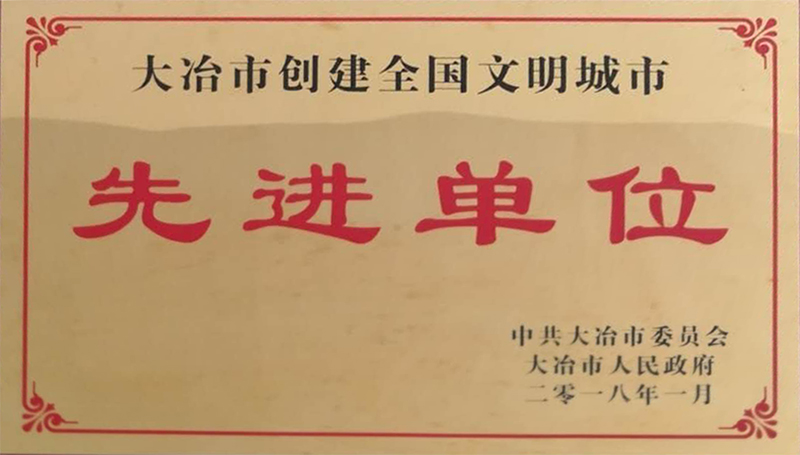 大冶市创建全国文明城市
先进单位
中共大冶市委员会
大冶市人民政府
二零一八年一月